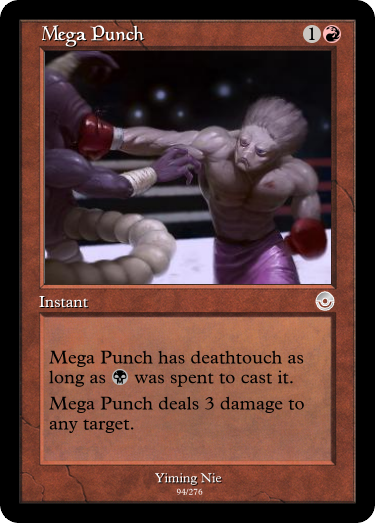 Mega Punch 1
Instant
Mega Punch has deathtouch as
long as was spent to cast it.
Mega Punch deals 3 damage to
any target.
Yiming Nie
94/276